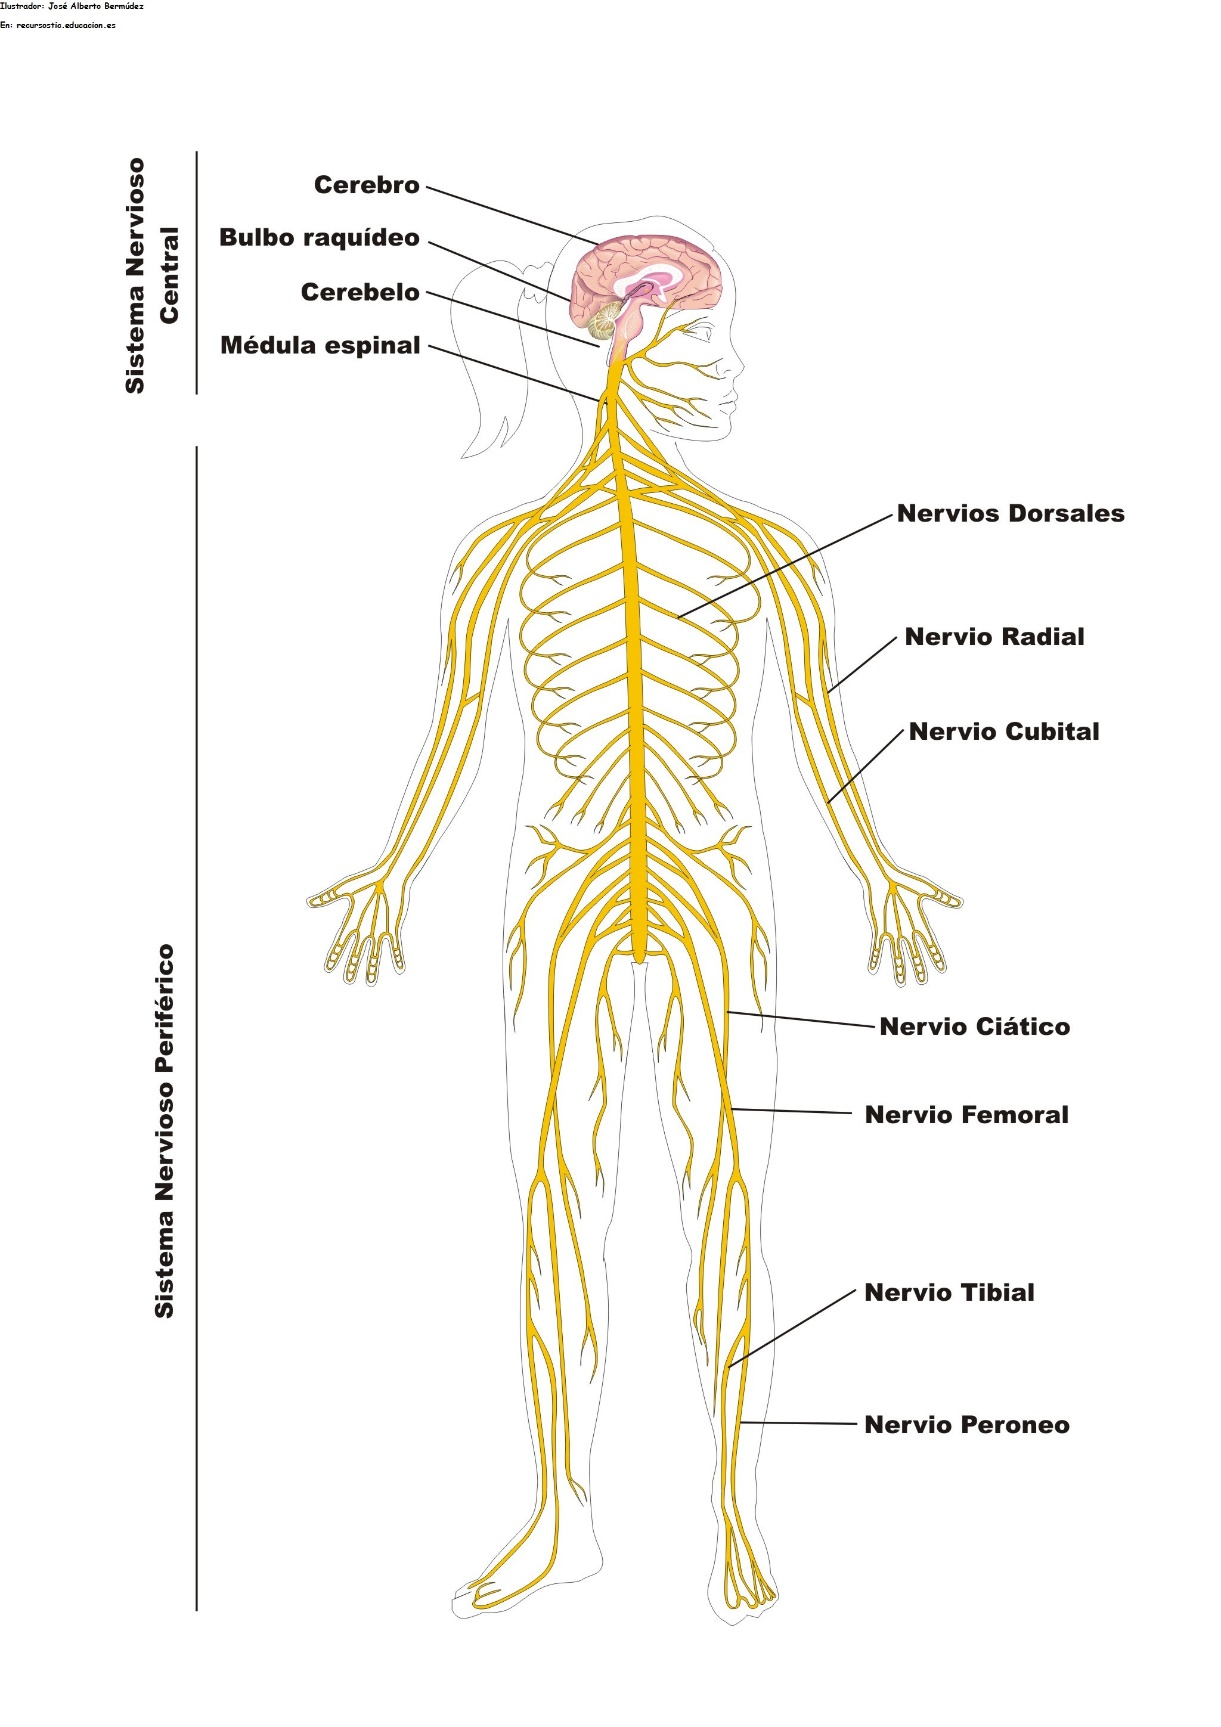 Ilustrador: José Alberto Bermúdez
En: recursostic.educacion.es
Sistema Nervioso
Central
Cerebro
Bulbo raquídeo
Cerebelo
Médula espinal
Sistema Nervioso Periférico
Nervios Dorsales
Nervio Radial
Nervio Cubital
Nervio Ciático
Nervio Femoral
Nervio Tibial
Nervio Peroneo